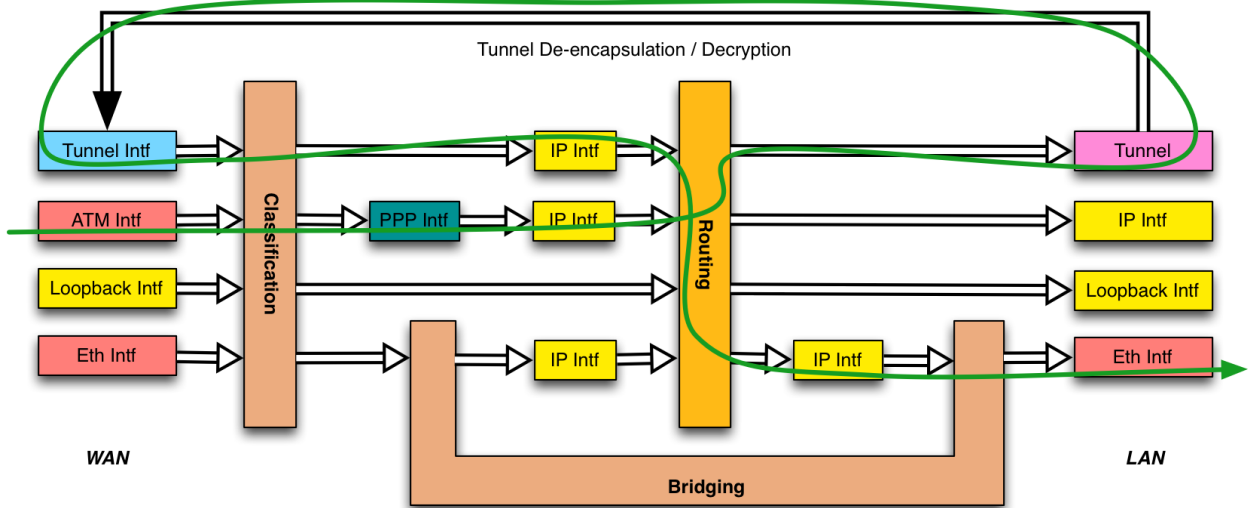 Tunnel De-encapsulation / Decryption
Tunnel Intf
IP Intf
Tunnel
ATM Intf
PPP Intf
IP Intf
IP Intf
Classification
Routing
Loopback Intf
Loopback Intf
Eth Intf
IP Intf
IP Intf
Eth Intf
WAN
LAN
Bridging